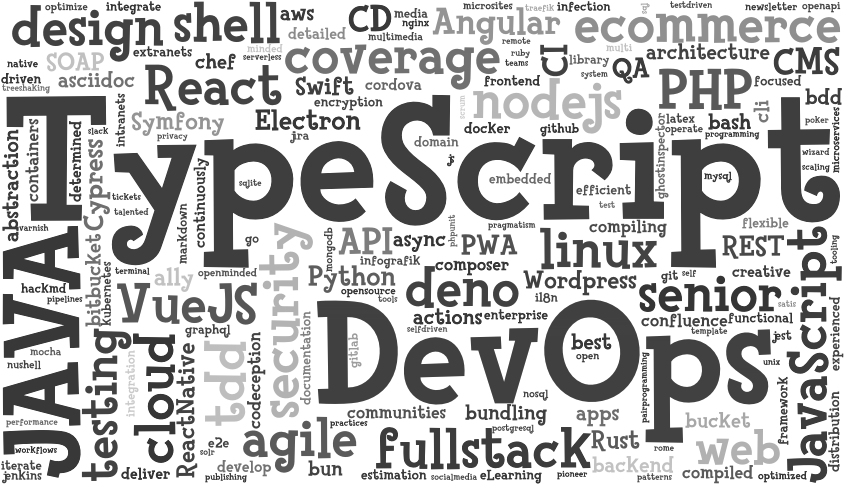 optimize
integrate
design
shell
aws
detailed
CD
media
nginx
multimedia
microsites
traefik
infection
Angular
remote
ruby
teams
sql
testdriven
newsletter
openapi
ecommerce
native
SOAP
extranets
chef
minded
serverless
coverage
CI
library
system
multi
QA
architecture
CMS
driven
treeshaking
asciidoc
React
Swift
cordova
frontend
nodejs
PHP
focused
encryption
scrum
cli
bdd
intranets
slack
Symfony
privacy
Electron
jira
docker
github
domain
ghostinspector
latex
operate
bash
programming
poker
wizard
scaling
microservices
abstraction
containers
determined
Cypress
TypeScript
js
embedded
efficient
test
mysql
sqlite
tickets
talented
varnish
markdown
continuously
go
mongodb
API
async
phpunit
pragmatism
compiling
flexible
infografik
PWA
linux
REST
JavaScript
tooling
JAVA
bitbucket
kubernetes
terminal
ally
openminded
security
Python
opensource
tools
composer
deno
Wordpress
il8n
git
self
creative
hackmd
pipelines
VueJS
graphql
actions
enterprise
senior
satis
selfdriven
confluence
functional
template
experienced
mocha
nushell
integration
testing
cloud
ReactNative
tdd
codeception
documentation
gitlab
DevOps
best
open
jest
unix
pairprogramming
framework
distribution
nosql
performance
communities
bundling
apps
bucket
practices
postgresql
workflows
iterate
jenkins
deliver
e2e
solr
develop
publishing
agile
bun
fullstack
estimation
socialmedia
eLearning
pioneer
Rust
backend
patterns
rome
web
compiled
optimized